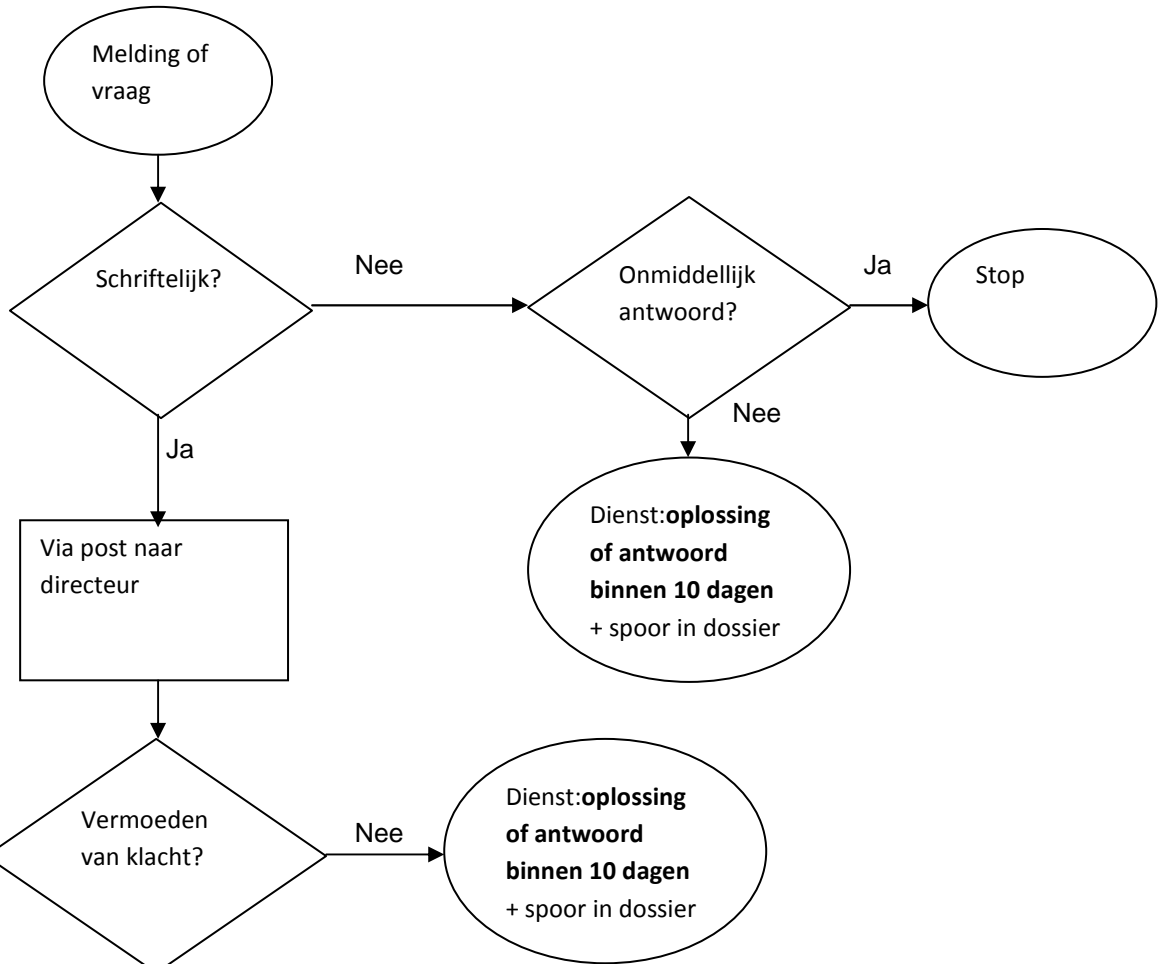 Melding of
vraag
Schriftelijk?
Nee
Onmiddellijk
antwoord?
Ja
Stop
Nee
Ja
Dienst:oplossing
of antwoord
binnen 10 dagen
+ spoor in dossier
Via post naar
directeur
Vermoeden
van klacht?
Nee
Dienst:oplossing
of antwoord
binnen 10 dagen
+ spoor in dossier